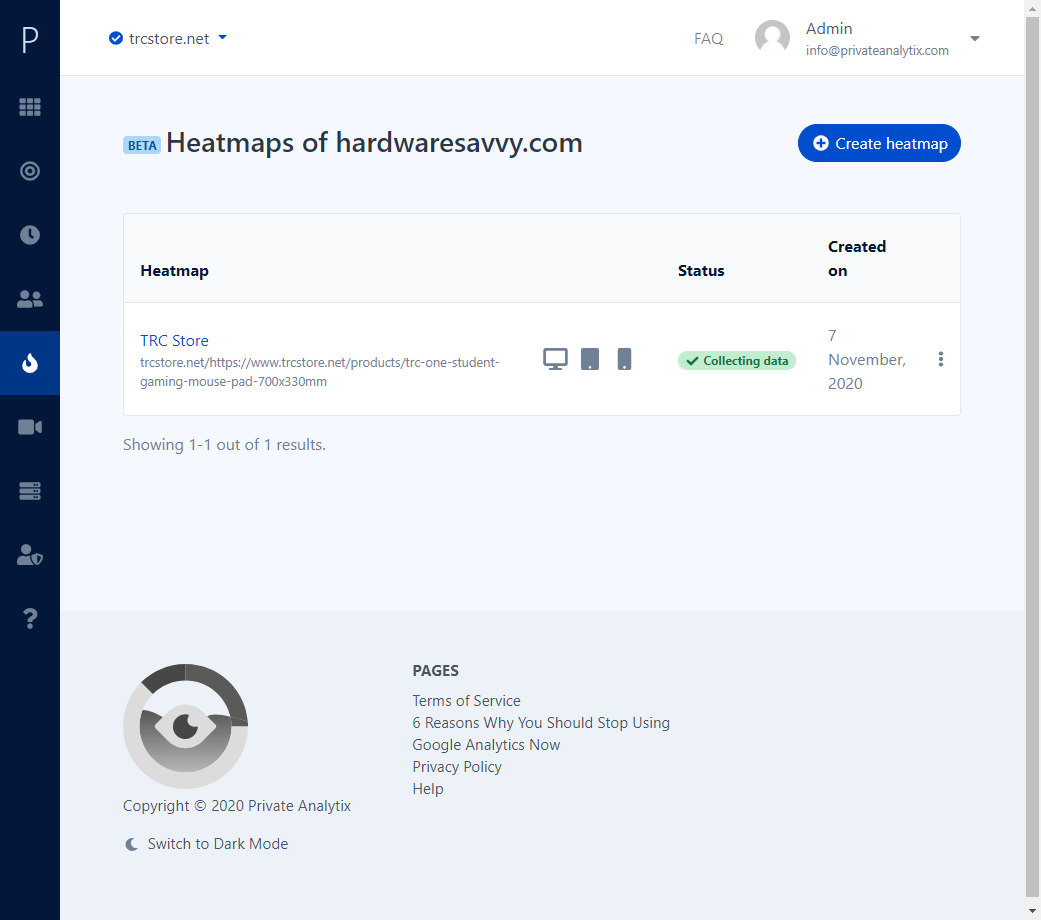 P
trcstore.net
FAQ
Admin
info@privateanalytix.com
BETA Heatmaps of hardwaresavvy.com
Create heatmap
Heatmap
Status
Created
on
TRC Store
trcstore.net/https://www.trcstore.net/products/trc-one-student-
gaming-mouse-pad-700x330mm
Collecting data
7
November,
2020
Showing 1-1 out of 1 results.
Copyright © 2020 Private Analytix
Switch to Dark Mode
PAGES
Terms of Service
6 Reasons Why You Should Stop Using
Google Analytics Now
Privacy Policy
Help